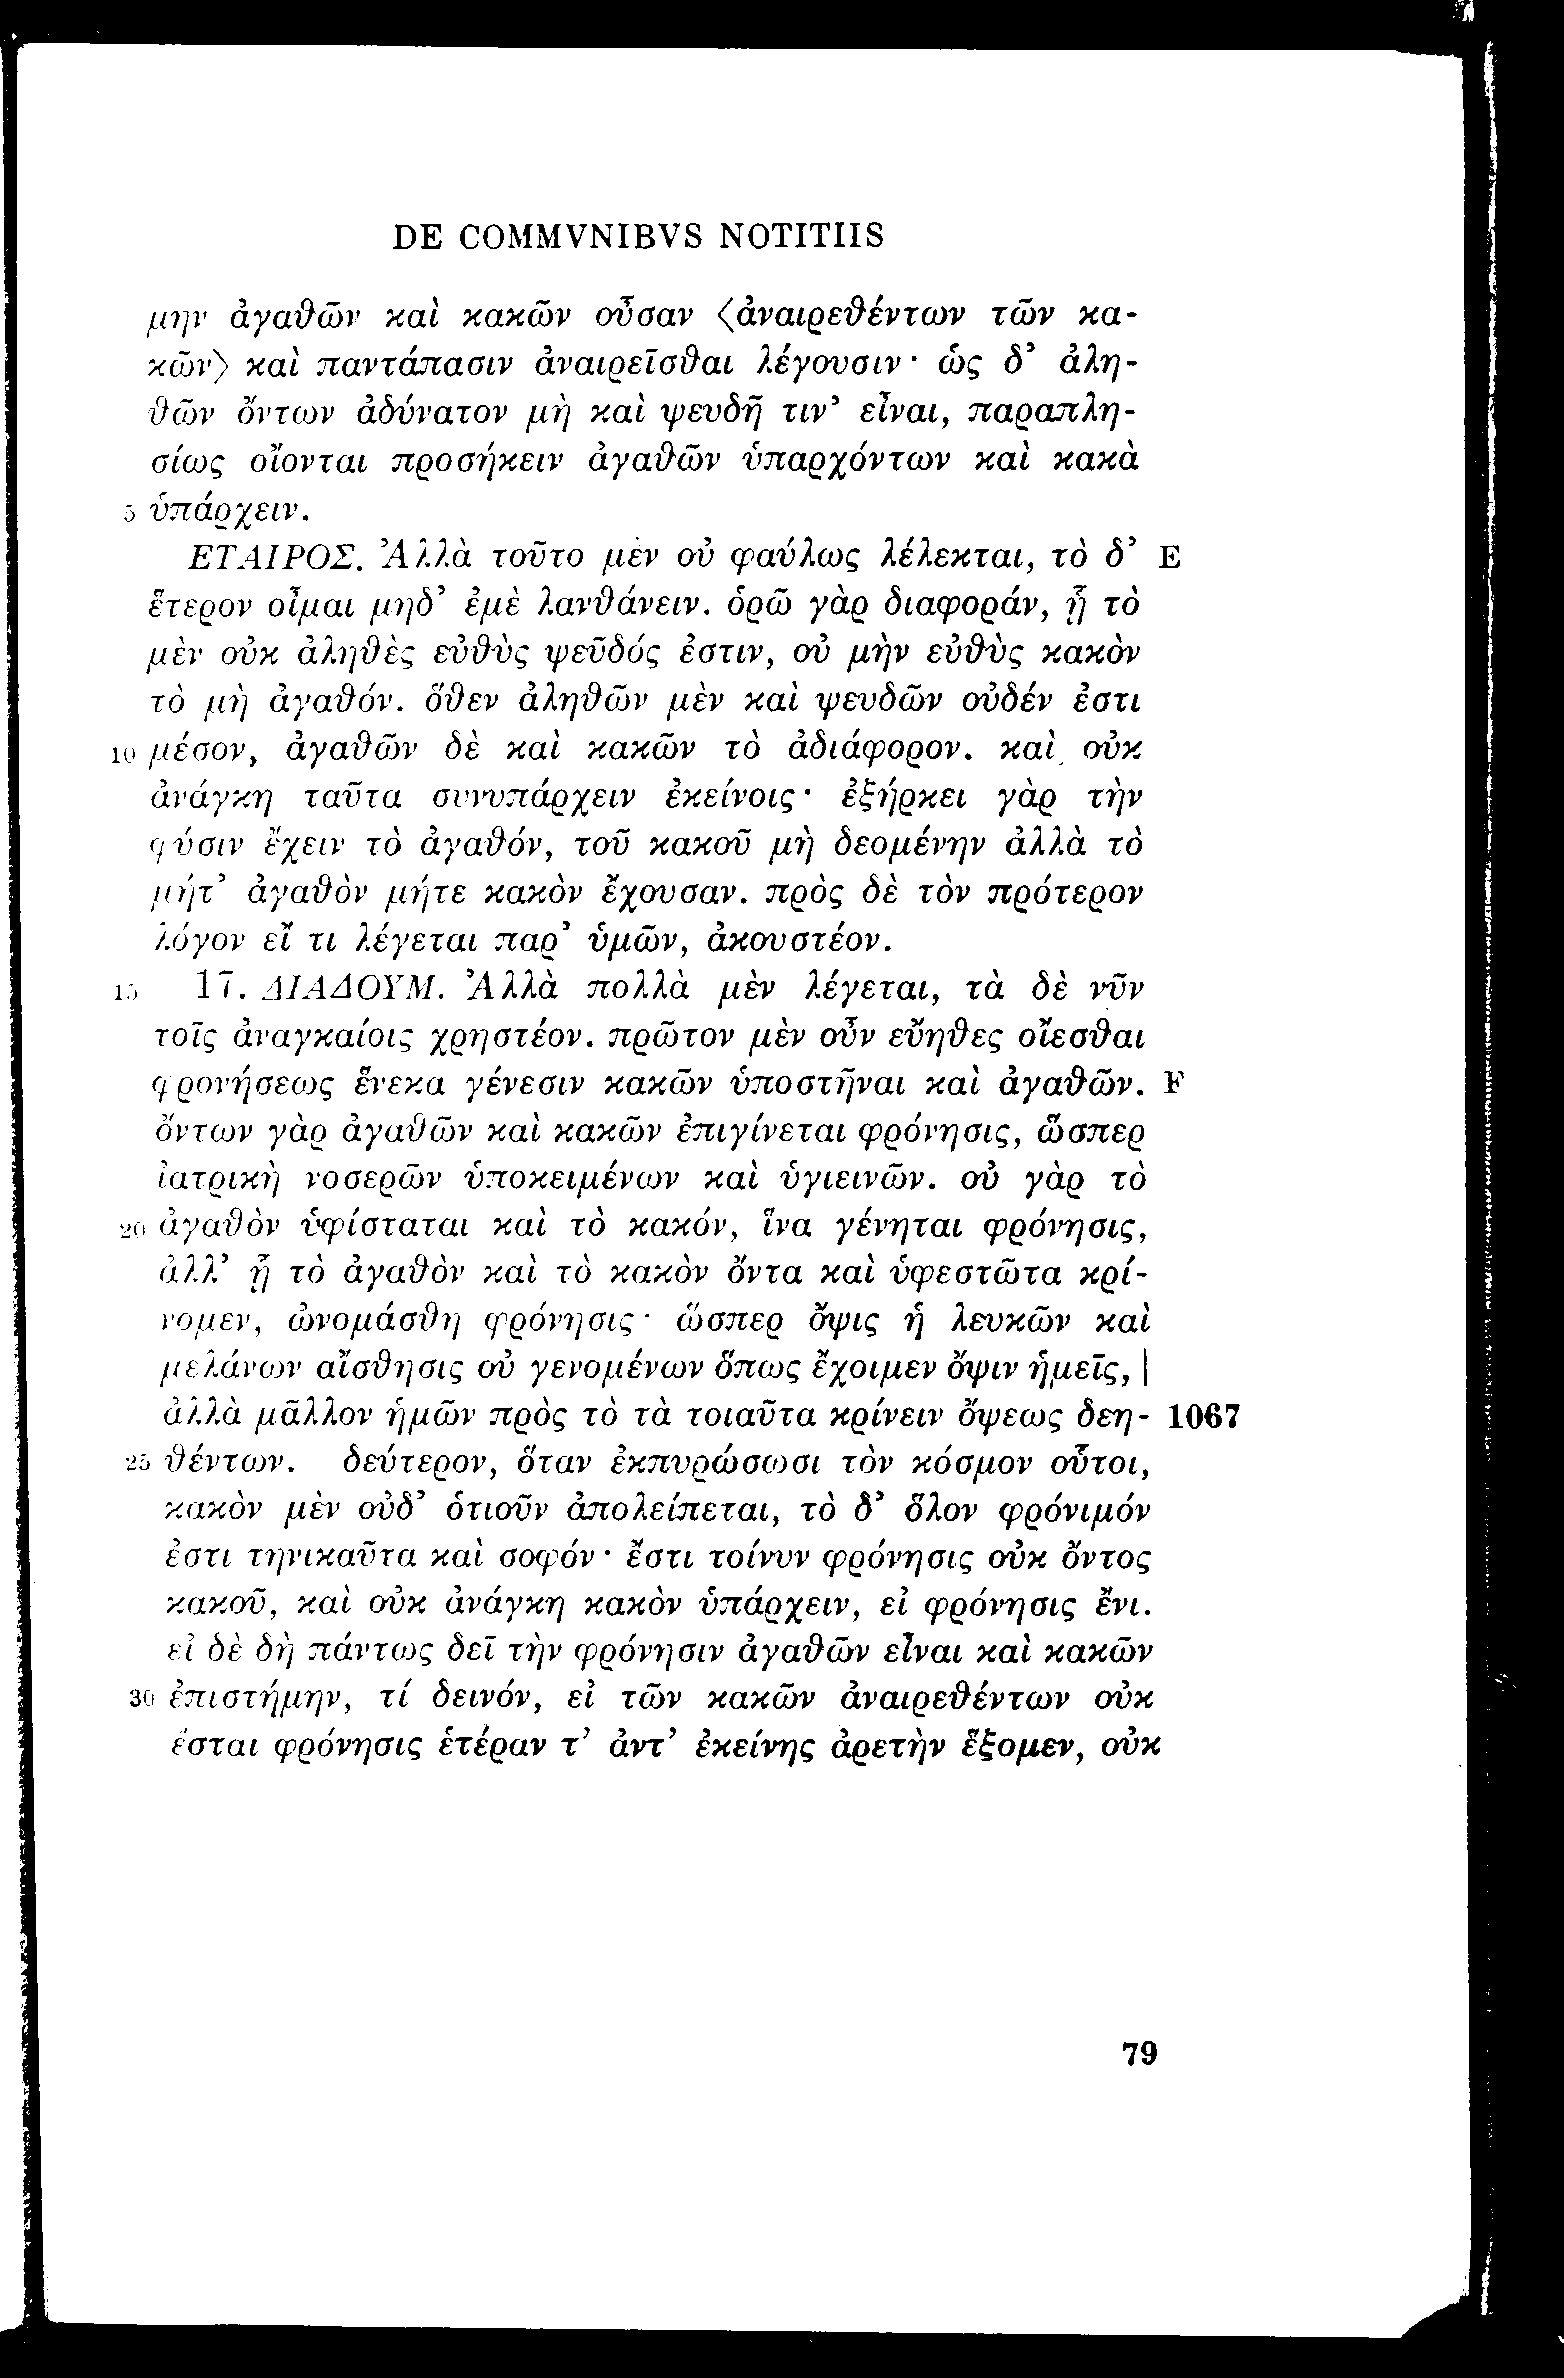 DE COMMVNIBVS NOTITIIS
μην ἀγαθῶν καὶ κακῶν οὖσαν ⟨ἀναιρεθέντων τῶν κα-
κῶν⟩ καὶ παντάπασιν ἀναιρεῖσθαι λέγουσιν· ὡς δ’ ἀλη-
θῶν ὄντων ἀδύνατον μὴ καὶ ψευδῆ τιν’ εἶναι, παραπλη-
σίως οἴονται προσήκειν ἀγαθῶν ὑπαρχόντων καὶ κακὰ
5 ὑπάρχειν.
ΕΤΑΙΡΟΣ. Ἀλλὰ τοῦτο μὲν οὐ φαύλως λέλεκται, τὸ δ’ E
ἕτερον οἶμαι μηδ’ ἐμὲ λανθάνειν. ὁρῶ γὰρ διαφοράν, ᾗ τὸ
μὲν οὐκ ἀληθὲς εὐθὺς ψεῦδός ἐστιν, οὐ μὴν εὐθὺς κακὸν
τὸ μὴ ἀγαθόν. ὅθεν ἀληθῶν μὲν καὶ ψευδῶν οὐδέν ἐστι
10 μέσον, ἀγαθῶν δὲ καὶ κακῶν τὸ ἀδιάφορον. καὶ οὐκ
ἀνάγκη ταῦτα συνυπάρχειν ἐκείνοις· ἐξήρκει γὰρ τὴν
φύσιν ἔχειν τὸ ἀγαθόν, τοῦ κακοῦ μὴ δεομένην ἀλλὰ τὸ
μήτ’ ἀγαθὸν μήτε κακὸν ἔχουσαν. πρὸς δὲ τὸν πρότερον
λόγον εἴ τι λέγεται παρ’ ὑμῶν, ἀκουστέον.
15 17. ΔΙΑΔΟΥΜ. Ἀλλὰ πολλὰ μὲν λέγεται, τὰ δὲ νῦν
τοῖς ἀναγκαίοις χρηστέον. πρῶτον μὲν οὖν εὔηθες οἴεσθαι
φρονήσεως ἕνεκα γένεσιν κακῶν ὑποστῆναι καὶ ἀγαθῶν. F
ὄντων γὰρ ἀγαθῶν καὶ κακῶν ἐπιγίνεται φρόνησις, ὥσπερ
ἰατρικὴ νοσερῶν ὑποκειμένων καὶ ὑγιεινῶν. οὐ γὰρ τὸ
20 ἀγαθὸν ὑφίσταται καὶ τὸ κακόν, ἵνα γένηται φρόνησις,
ἀλλ’ ᾗ τὸ ἀγαθὸν καὶ τὸ κακὸν ὄντα καὶ ὑφεστῶτα κρί-
νομεν, ὠνομάσθη φρόνησις· ὥσπερ ὄψις ἡ λευκῶν καὶ
μελάνων αἴσθησις οὐ γενομένων ὅπως ἔχοιμεν ὄψιν ἡμεῖς, |
ἀλλὰ μᾶλλον ἡμῶν πρὸς τὸ τὰ τοιαῦτα κρίνειν ὄψεως δεη- 1067
25 θέντων. δεύτερον, ὅταν ἐκπυρώσωσι τὸν κόσμον οὗτοι,
κακὸν μὲν οὐδ’ ὁτιοῦν ἀπολείπεται, τὸ δ’ ὅλον φρόνιμόν
ἐστι τηνικαῦτα καὶ σοφόν· ἔστι τοίνυν φρόνησις οὐκ ὄντος
κακοῦ, καὶ οὐκ ἀνάγκη κακὸν ὑπάρχειν, εἰ φρόνησις ἔνι.
εἰ δὲ δὴ πάντως δεῖ τὴν φρόνησιν ἀγαθῶν εἶναι καὶ κακῶν
30 ἐπιστήμην, τί δεινόν, εἰ τῶν κακῶν ἀναιρεθέντων οὐκ
ἔσται φρόνησις ἑτέραν τ’ ἀντ’ ἐκείνης ἀρετὴν ἕξομεν, οὐκ
79